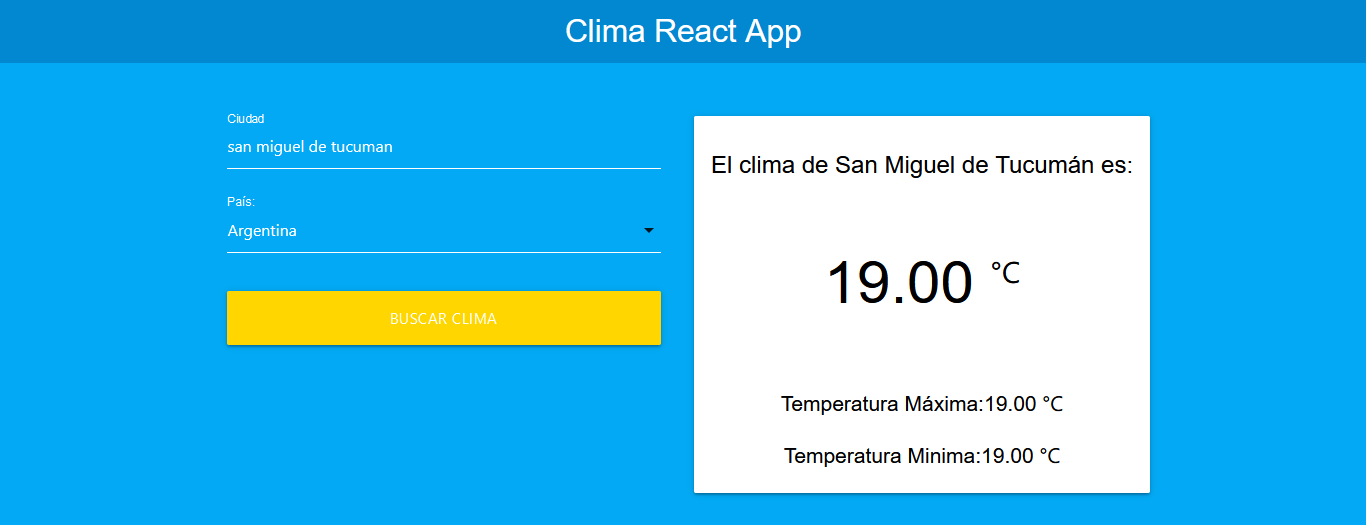 Clima React App
Ciudad
san miguel de tucuman
País:
Argentina
BUSCAR CLIMA
El clima de San Miguel de Tucumán es:
19.00 °C
Temperatura Máxima:19.00 °C
Temperatura Minima:19.00 °C